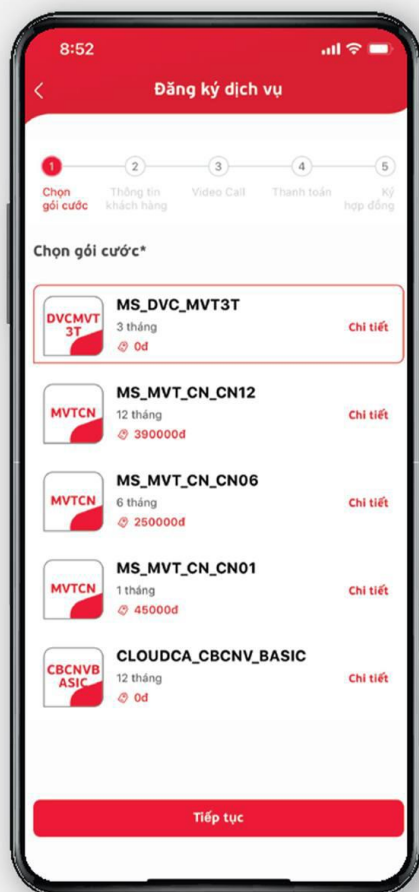 8:52
Đăng ký dịch vụ
1
2
3
4
5
Chọn
gói cước
Thông tin
khách hàng
Video Call
Thanh toán
Ký
hợp đồng
Chọn gói cước*
DVCMVT
3T
MS_DVC_MVT3T
3 tháng
0đ
Chi tiết
MVTCN
MS_MVT_CN_CN12
12 tháng
390000đ
Chi tiết
MVTCN
MS_MVT_CN_CN06
6 tháng
250000đ
Chi tiết
MVTCN
MS_MVT_CN_CN01
1 tháng
45000đ
Chi tiết
CBCNVB
ASIC
CLOUDCA_CBCNV_BASIC
12 tháng
0đ
Chi tiết
Tiếp tục